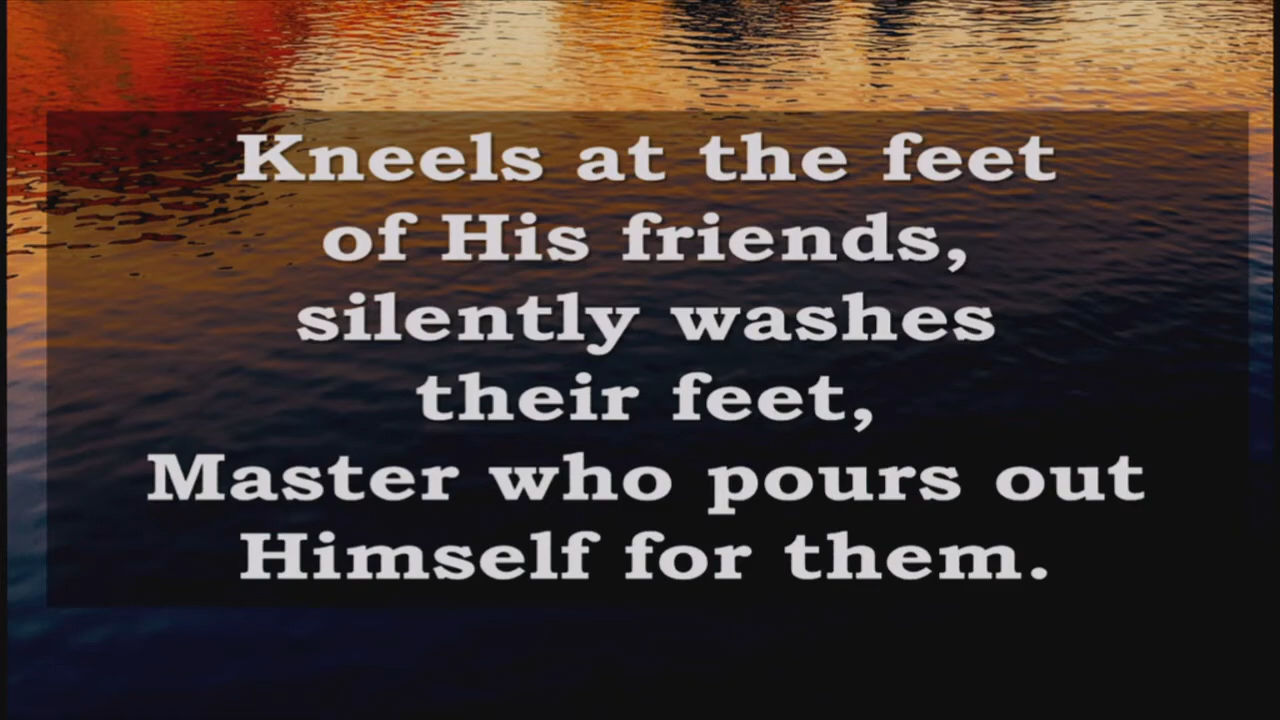 Kneels at the feet
of His friends,
silently washes
their feet,
Master who pours out
Himself for them.